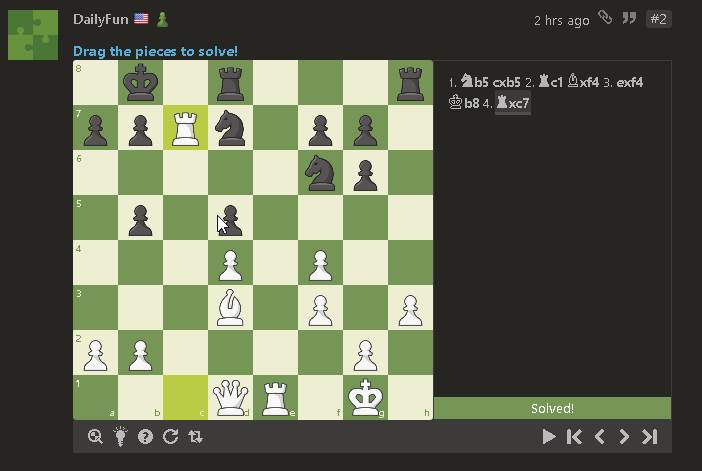 DailyFun
2 hrs ago #2
Drag the pieces to solve!
8
7
6
5
4
3
2
1
a b c d e f g h
1. ♞b5 cxb5 2. ♜c1 ♗xf4 3. exf4
♔b8 4. ♜xc7
Solved!